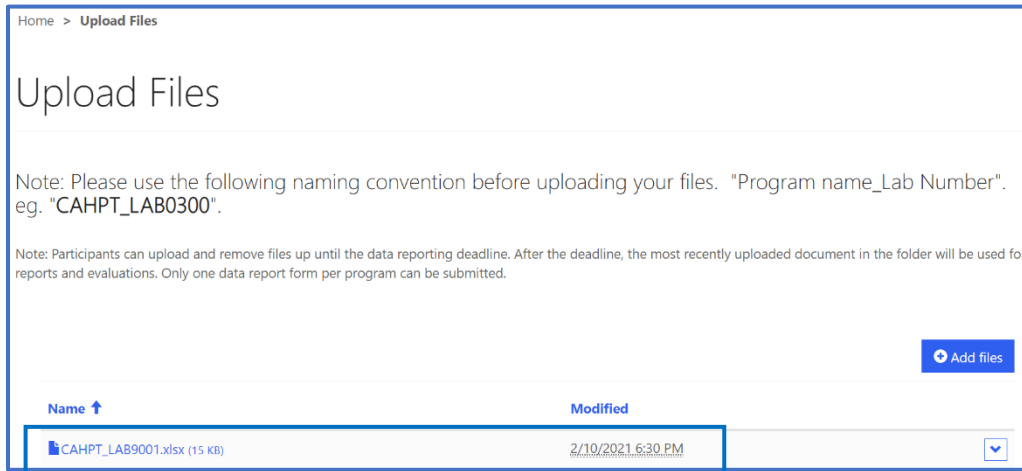 Home > Upload Files
Upload Files
Note: Please use the following naming convention before uploading your files. "Program name_Lab Number".
eg. "CAHPT_LAB0300".
Note: Participants can upload and remove files up until the data reporting deadline. After the deadline, the most recently uploaded document in the folder will be used fo
reports and evaluations. Only one data report form per program can be submitted.
Add files
Name ↑ Modified
CAHPT_LAB9001.xlsx (15 KB) 2/10/2021 6:30 PM